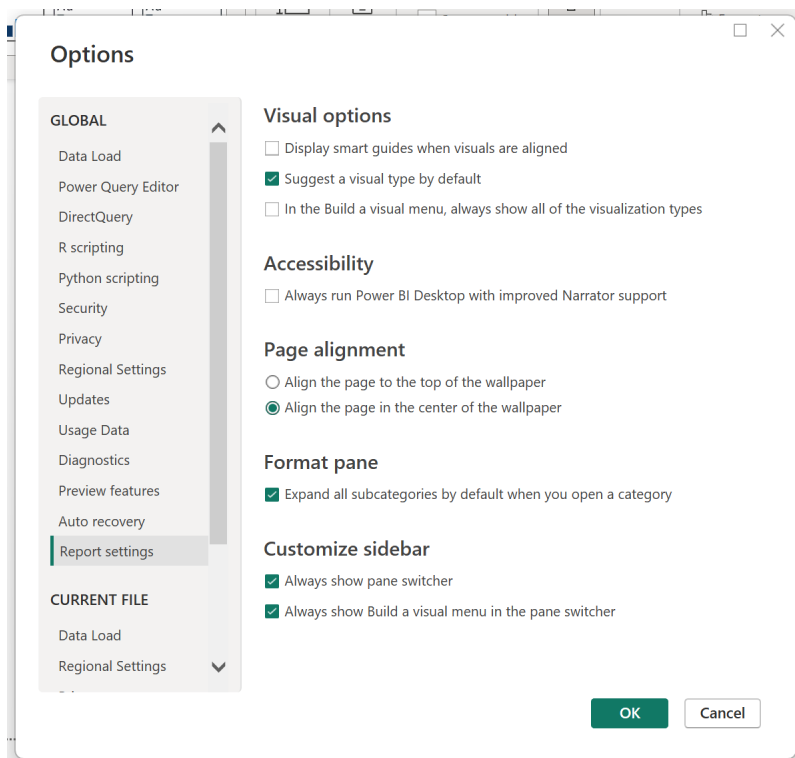 Options
GLOBAL
Data Load
Power Query Editor
DirectQuery
R scripting
Python scripting
Security
Privacy
Regional Settings
Updates
Usage Data
Diagnostics
Preview features
Auto recovery
Report settings
CURRENT FILE
Data Load
Regional Settings
Visual options
Display smart guides when visuals are aligned
Suggest a visual type by default
In the Build a visual menu, always show all of the visualization types
Accessibility
Always run Power BI Desktop with improved Narrator support
Page alignment
Align the page to the top of the wallpaper
Align the page in the center of the wallpaper
Format pane
Expand all subcategories by default when you open a category
Customize sidebar
Always show pane switcher
Always show Build a visual menu in the pane switcher
OK
Cancel